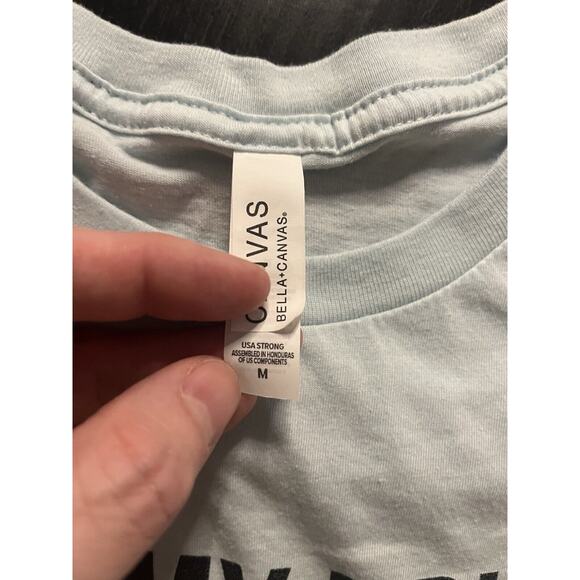 BELLA+CANVAS®
USA STRONG
ASSEMBLED IN HONDURAS
OF US COMPONENTS
M